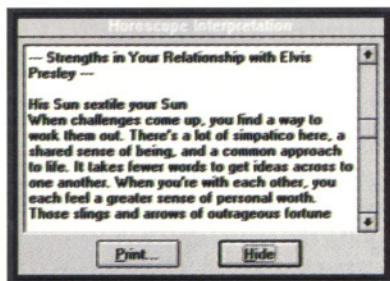 Horoscope Interpretation
--- Strengths in Your Relationship with Elvis
Presley ---
His Sun sextile your Sun
When challenges come up, you find a way to
work them out. There's a lot of simpatico here, a
shared sense of being, and a common approach
to life. It takes fewer words to get ideas across to
one another. When you're with each other, you
each feel a greater sense of personal worth.
Those slings and arrows of outrageous fortune
Print... Hide